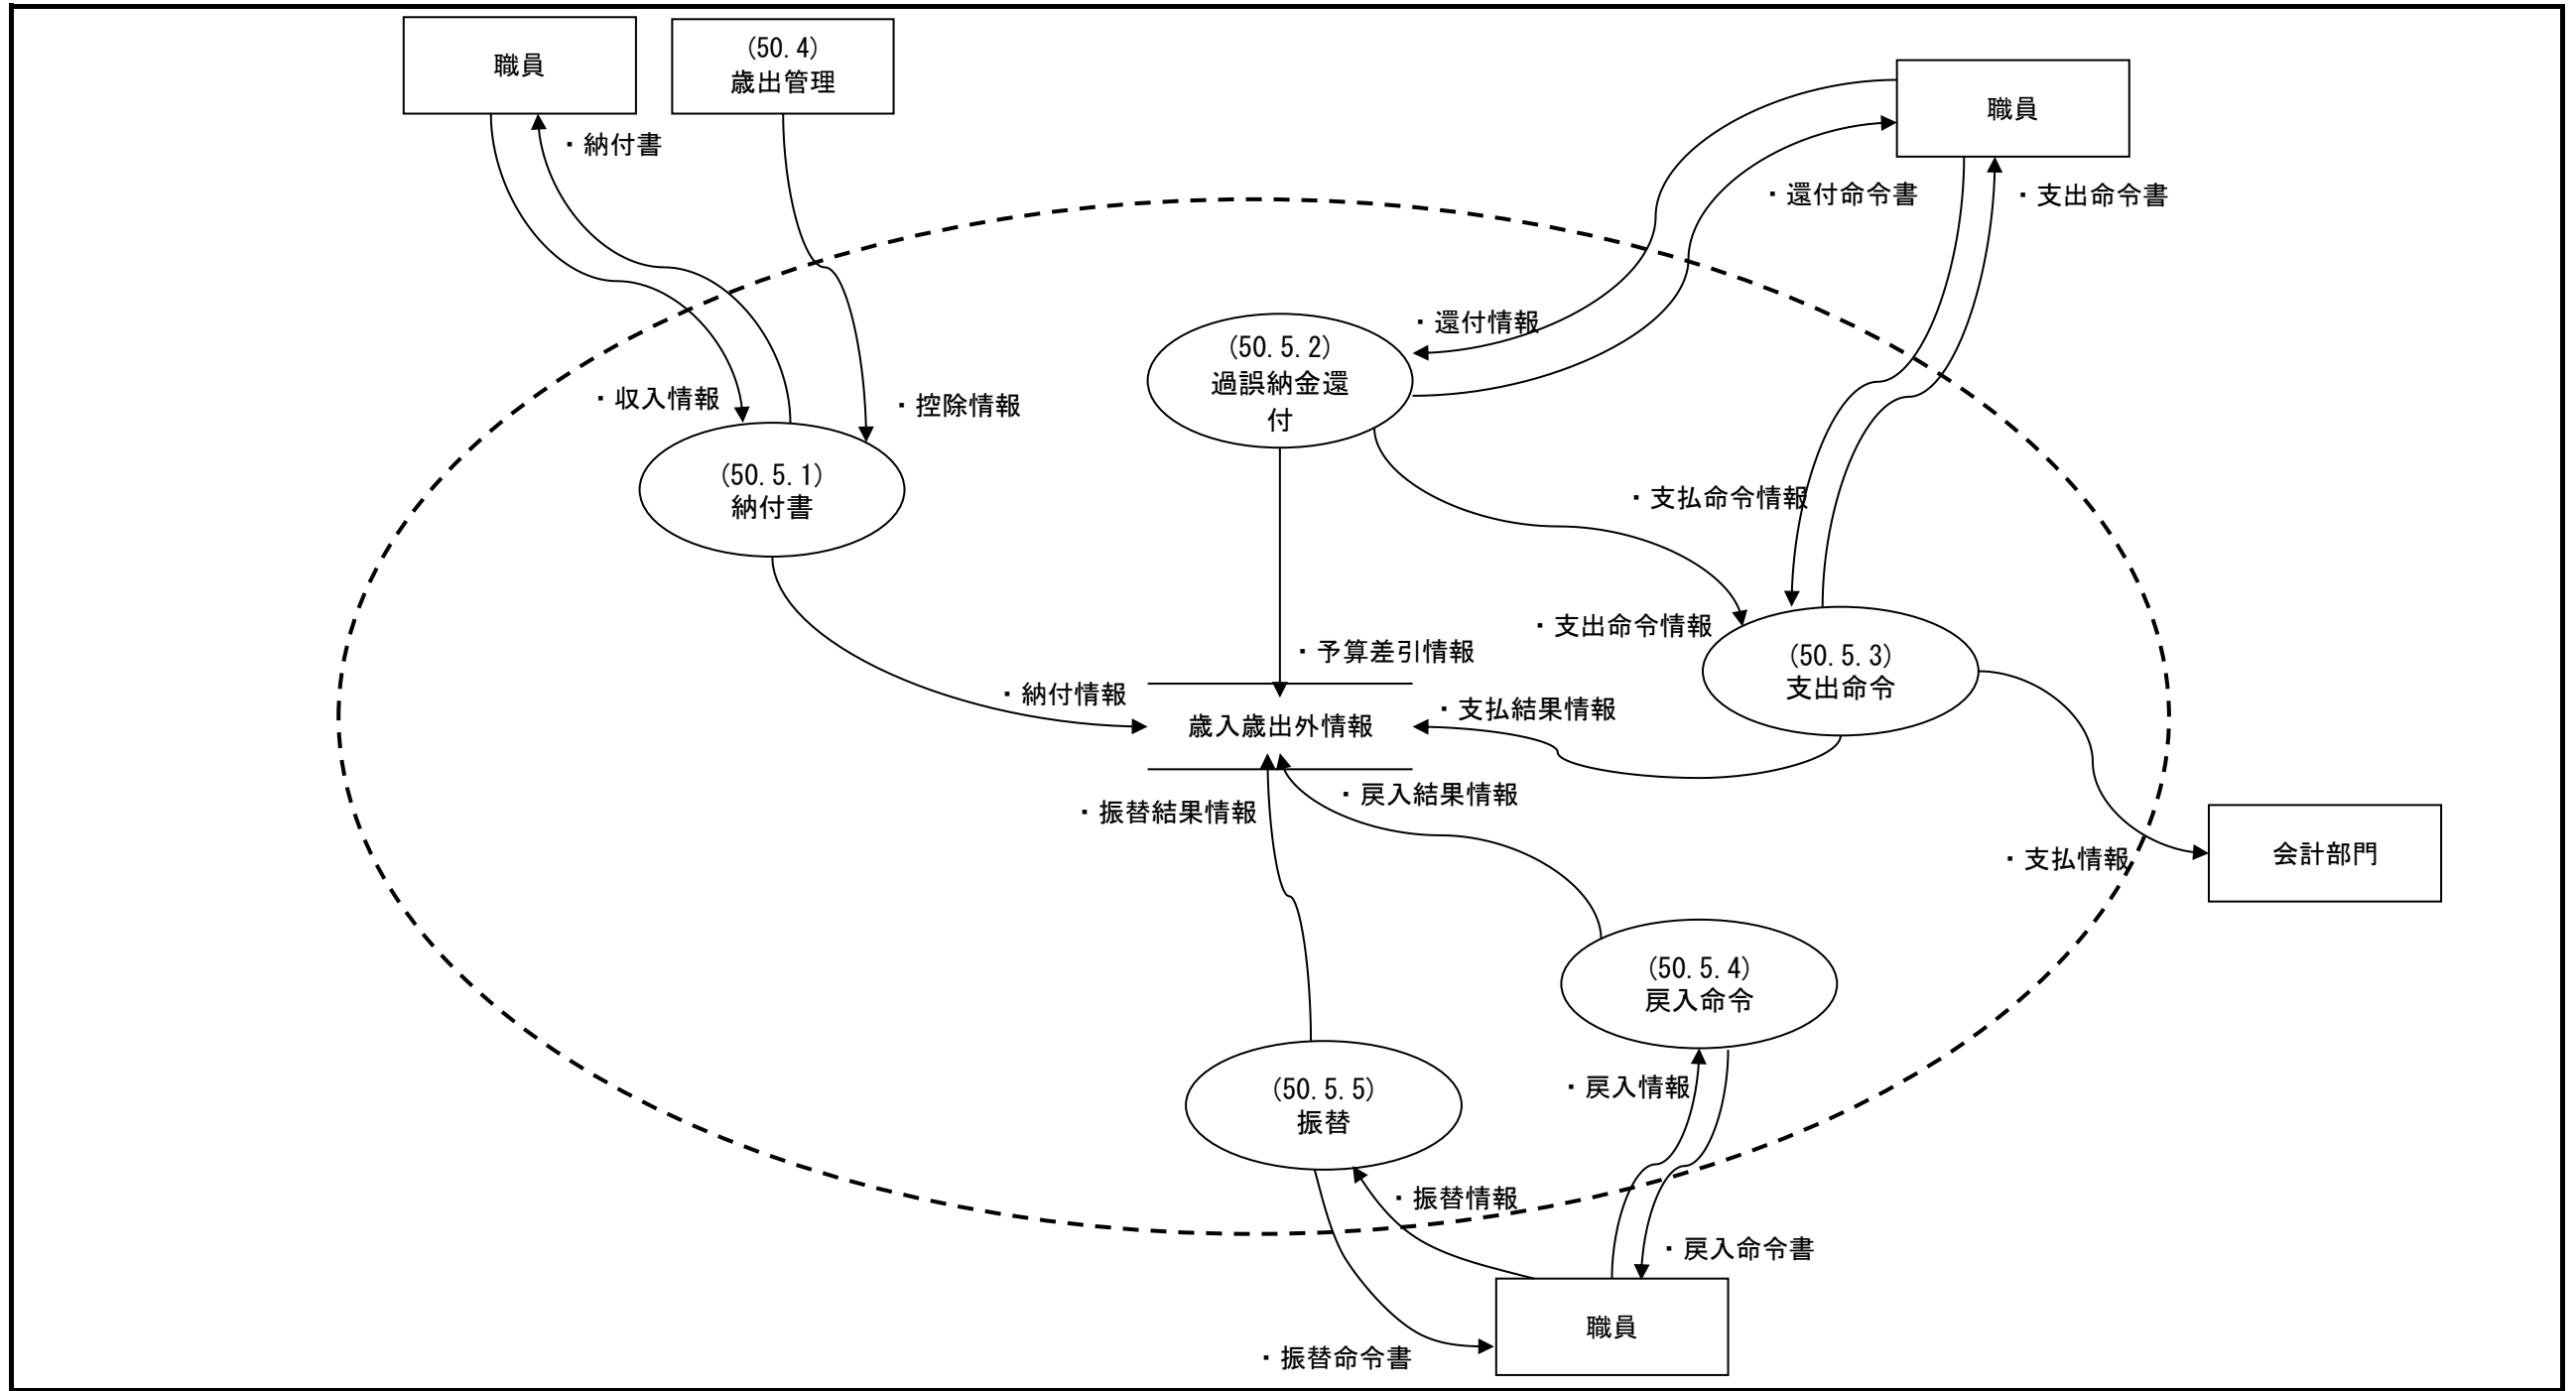 職員
(50.4)
歳出管理
職員
・納付書
・還付命令書
・支出命令書
・還付情報
(50.5.2)
過誤納金還
付
・収入情報
・控除情報
(50.5.1)
納付書
・支払命令情報
・支出命令情報
・予算差引情報
(50.5.3)
支出命令
・納付情報
・支払結果情報
歳入歳出外情報
・戻入結果情報
・振替結果情報
・支払情報
会計部門
(50.5.4)
戻入命令
(50.5.5)
振替
・戻入情報
・振替情報
・戻入命令書
職員
・振替命令書